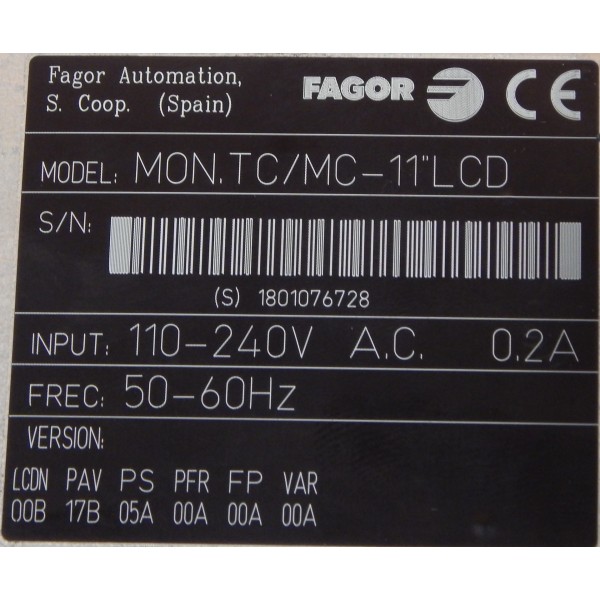 Fagor Automation,
S. Coop. (Spain)
FAGOR CE
MODEL: MON.TC/MC-11"LCD
S/N:
(S) 1801076728
INPUT: 110-240V A.C. 0.2A
FREC: 50-60Hz
VERSION:
LCDN PAV PS PFR FP VAR
00B 17B 05A 00A 00A 00A